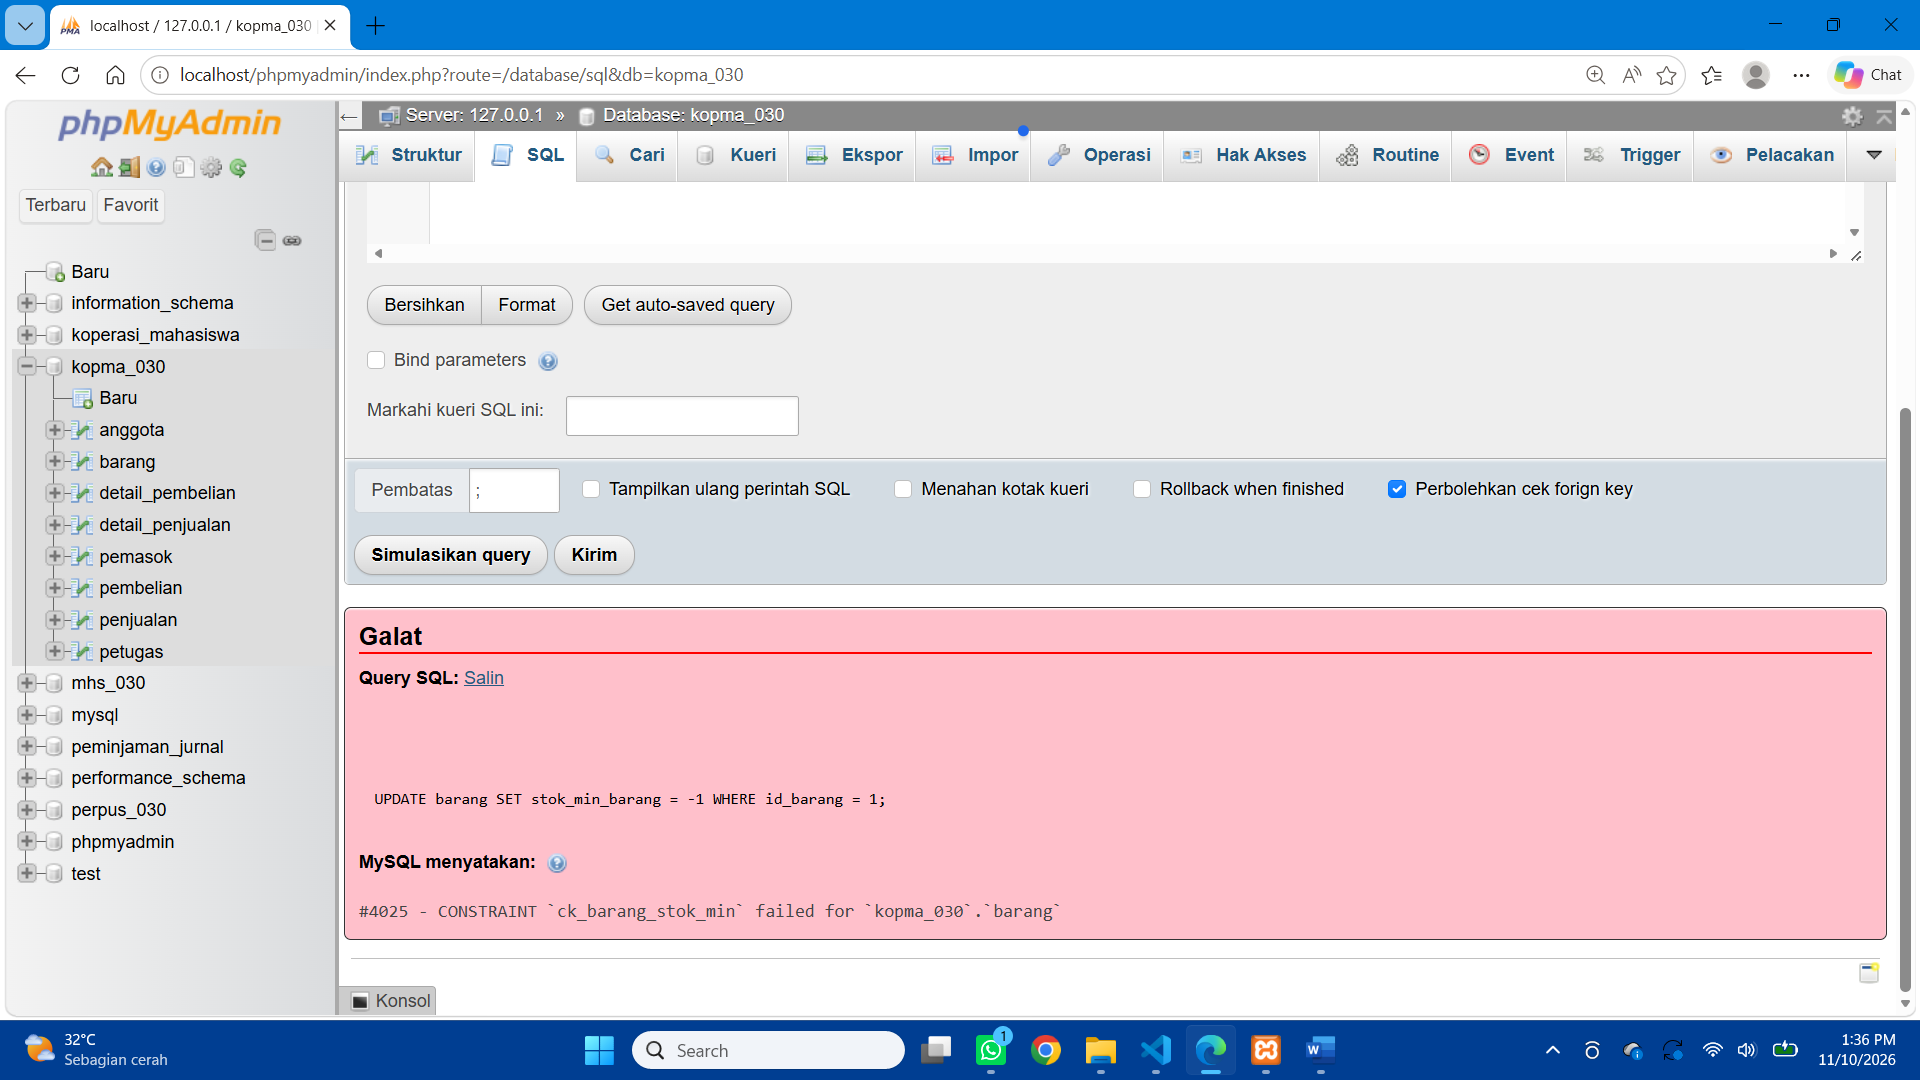 localhost / 127.0.0.1 / kopma_030
localhost/phpmyadmin/index.php?route=/database/sql&db=kopma_030
Chat
phpMyAdmin
Terbaru
Favorit
Baru
information_schema
koperasi_mahasiswa
kopma_030
Baru
anggota
barang
detail_pembelian
detail_penjualan
pemasok
pembelian
penjualan
petugas
mhs_030
mysql
peminjaman_jurnal
performance_schema
perpus_030
phpmyadmin
test
Server: 127.0.0.1 » Database: kopma_030
Struktur
SQL
Cari
Kueri
Ekspor
Impor
Operasi
Hak Akses
Routine
Event
Trigger
Pelacakan
Bersihkan
Format
Get auto-saved query
Bind parameters
Markahi kueri SQL ini:
Pembatas
;
Tampilkan ulang perintah SQL
Menahan kotak kueri
Rollback when finished
Perbolehkan cek forign key
Simulasikan query
Kirim
Galat
Query SQL: Salin
UPDATE barang SET stok_min_barang = -1 WHERE id_barang = 1;
MySQL menyatakan:
#4025 - CONSTRAINT `ck_barang_stok_min` failed for `kopma_030`.`barang`
Konsol
32°C
Sebagian cerah
Search
1
1:36 PM
11/10/2026